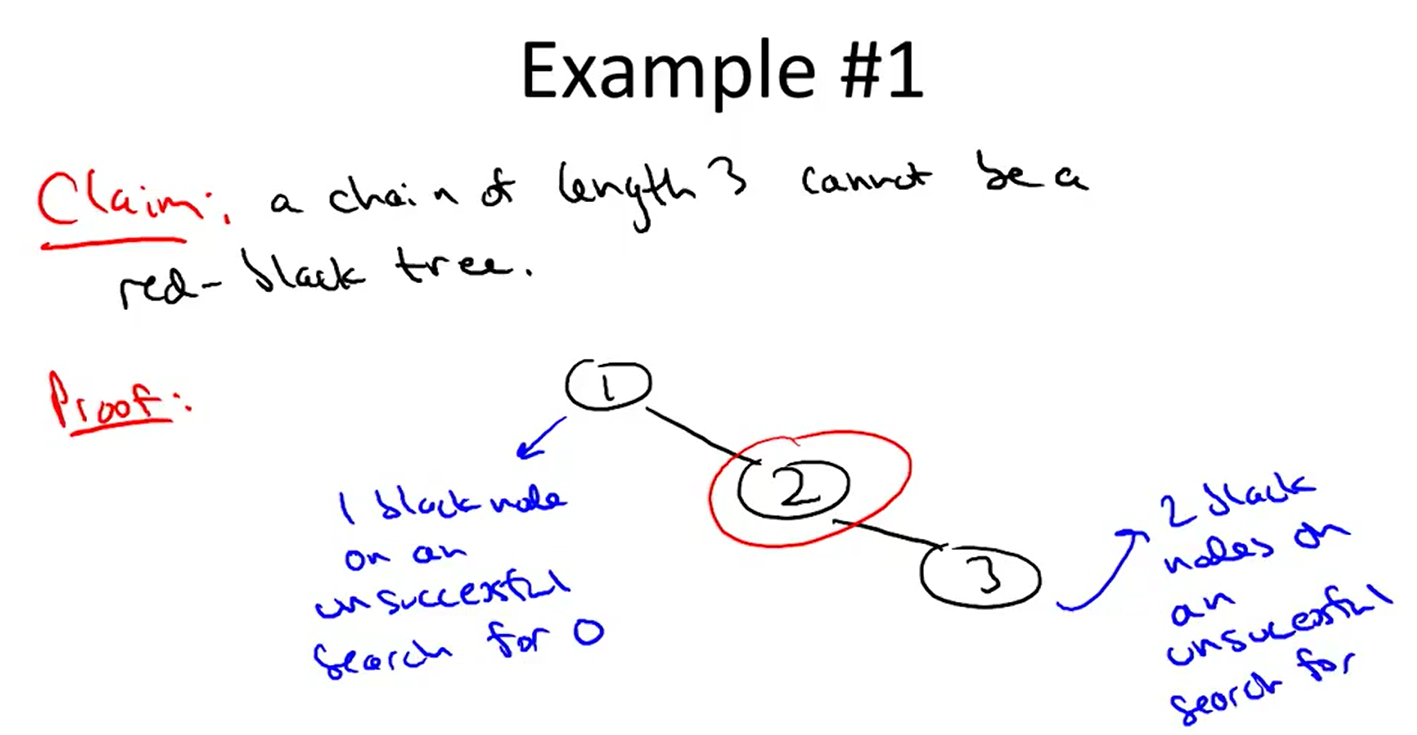 Example #1
Claim: a chain of length 3 cannot be a
red-black tree.
Proof:
1
2
3
1 black node
on an
unsuccessful
search for 0
2 black
nodes on
an
unsucessful
search for